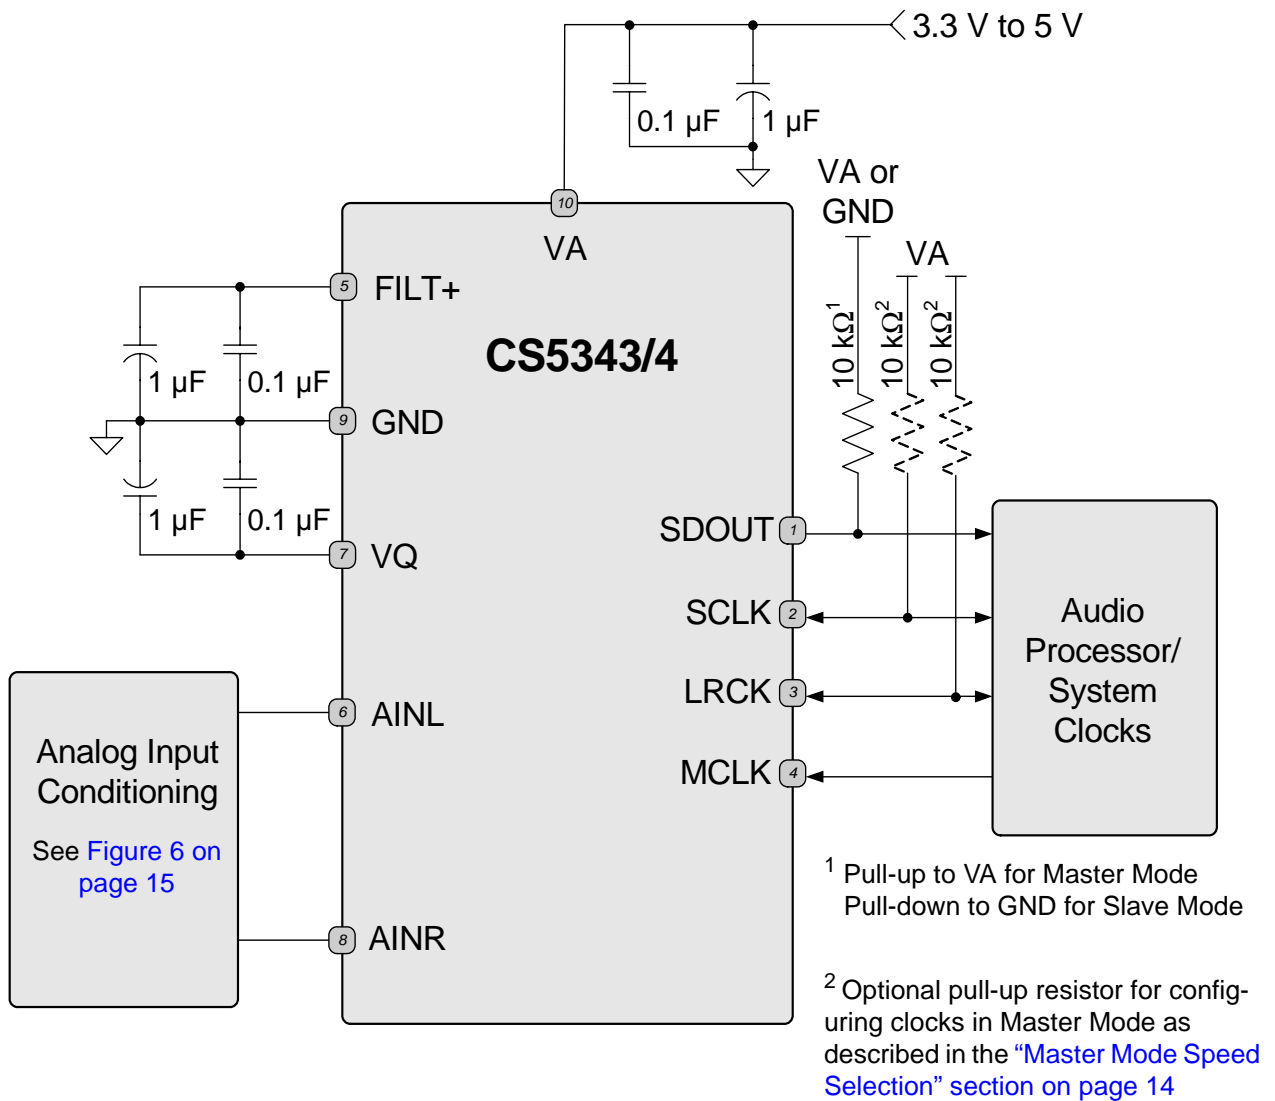 3.3 V to 5 V
0.1 µF
1 µF
VA or
GND
VA
10
VA
5
FILT+
CS5343/4
10 kΩ1
10 kΩ2
10 kΩ2
1 µF
0.1 µF
9
GND
1 µF
0.1 µF
7
VQ
SDOUT
1
SCLK
2
LRCK
3
MCLK
4
Audio
Processor/
System
Clocks
6
AINL
Analog Input
Conditioning
See Figure 6 on
page 15
8
AINR
1 Pull-up to VA for Master Mode
Pull-down to GND for Slave Mode
2 Optional pull-up resistor for config-
uring clocks in Master Mode as
described in the “Master Mode Speed
Selection” section on page 14